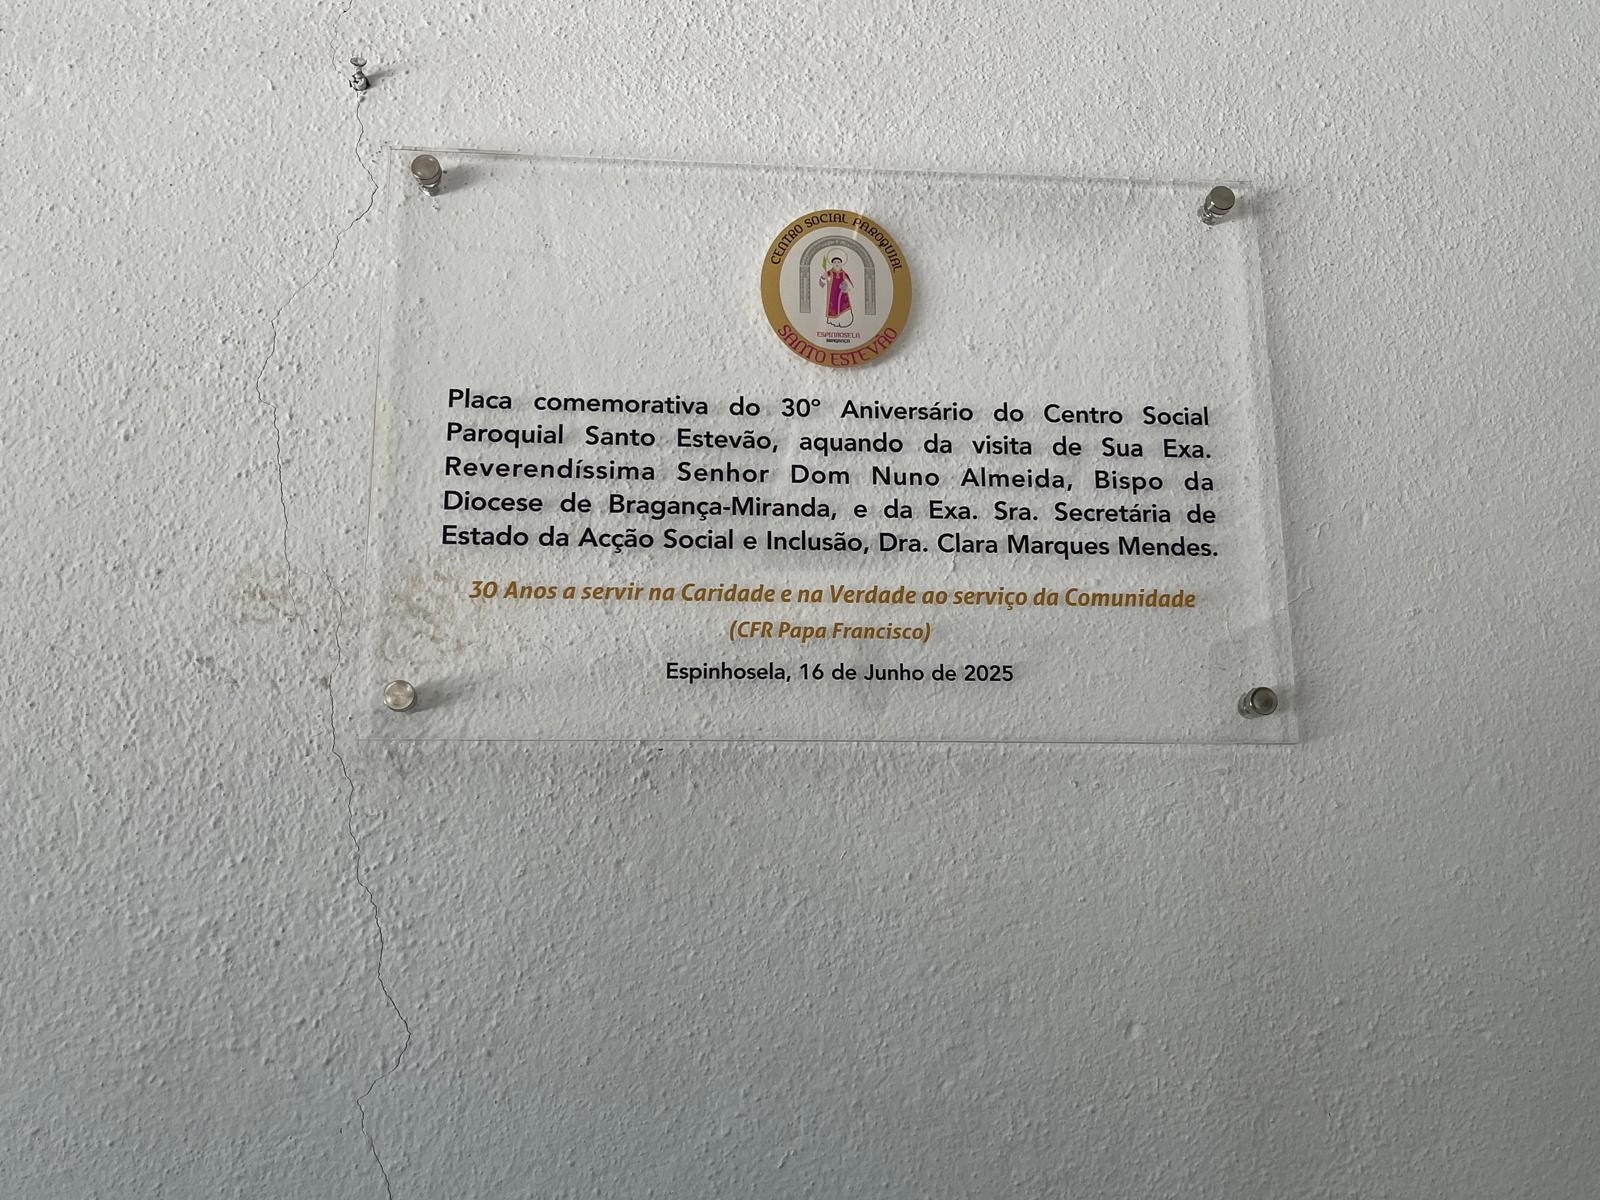 CENTRO SOCIAL PAROQUIAL
ESPINHOSELA
BRAGANÇA
SANTO ESTEVÃO
Placa comemorativa do 30º Aniversário do Centro Social
Paroquial Santo Estevão, aquando da visita de Sua Exa.
Reverendíssima Senhor Dom Nuno Almeida, Bispo da
Diocese de Bragança-Miranda, e da Exa. Sra. Secretária de
Estado da Acção Social e Inclusão, Dra. Clara Marques Mendes.
30 Anos a servir na Caridade e na Verdade ao serviço da Comunidade
(CFR Papa Francisco)
Espinhosela, 16 de Junho de 2025